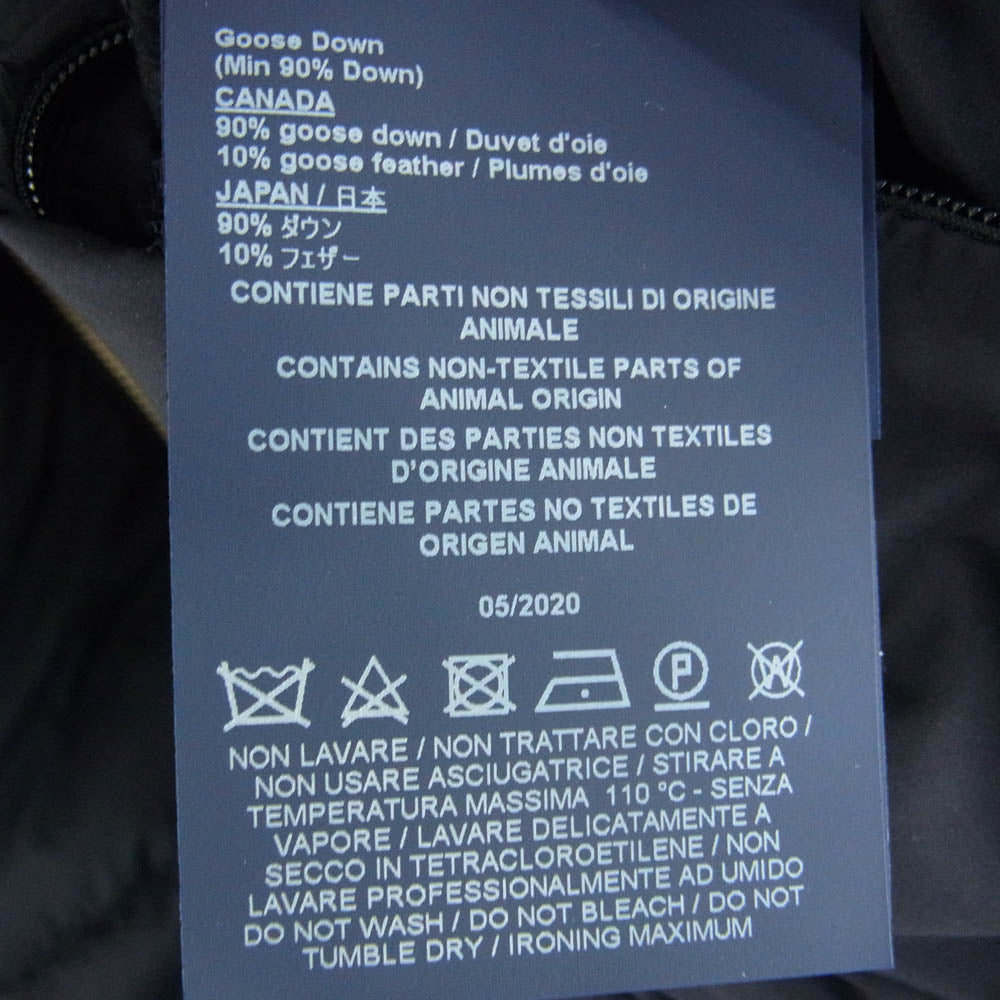 Goose Down
(Min 90% Down)
CANADA
90% goose down / Duvet d'oie
10% goose feather / Plumes d'oie
JAPAN / 日本
90% ダウン
10% フェザー
CONTIENE PARTI NON TESSILI DI ORIGINE
ANIMALE
CONTAINS NON-TEXTILE PARTS OF
ANIMAL ORIGIN
CONTIENT DES PARTIES NON TEXTILES
D'ORIGINE ANIMALE
CONTIENE PARTES NO TEXTILES DE
ORIGEN ANIMAL
05/2020
P W
NON LAVARE / NON TRATTARE CON CLORO /
NON USARE ASCIUGATRICE / STIRARE A
TEMPERATURA MASSIMA 110 °C - SENZA
VAPORE / LAVARE DELICATAMENTE A
SECCO IN TETRACLOROETILENE / NON
LAVARE PROFESSIONALMENTE AD UMIDO
DO NOT WASH / DO NOT BLEACH / DO NOT
TUMBLE DRY / IRONING MAXIMUM